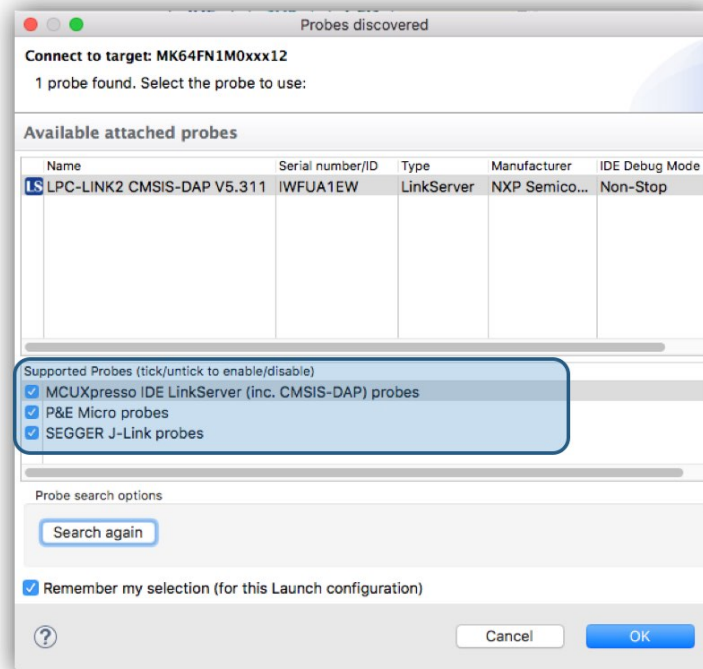 Probes discovered
Connect to target: MK64FN1M0xxx12
1 probe found. Select the probe to use:
Available attached probes
Name Serial number/ID Type Manufacturer IDE Debug Mode
LS LPC-LINK2 CMSIS-DAP V5.311 IWFUA1EW LinkServer NXP Semico... Non-Stop
Supported Probes (tick/untick to enable/disable)
MCUXpresso IDE LinkServer (inc. CMSIS-DAP) probes
P&E Micro probes
SEGGER J-Link probes
Probe search options
Search again
Remember my selection (for this Launch configuration)
? Cancel OK